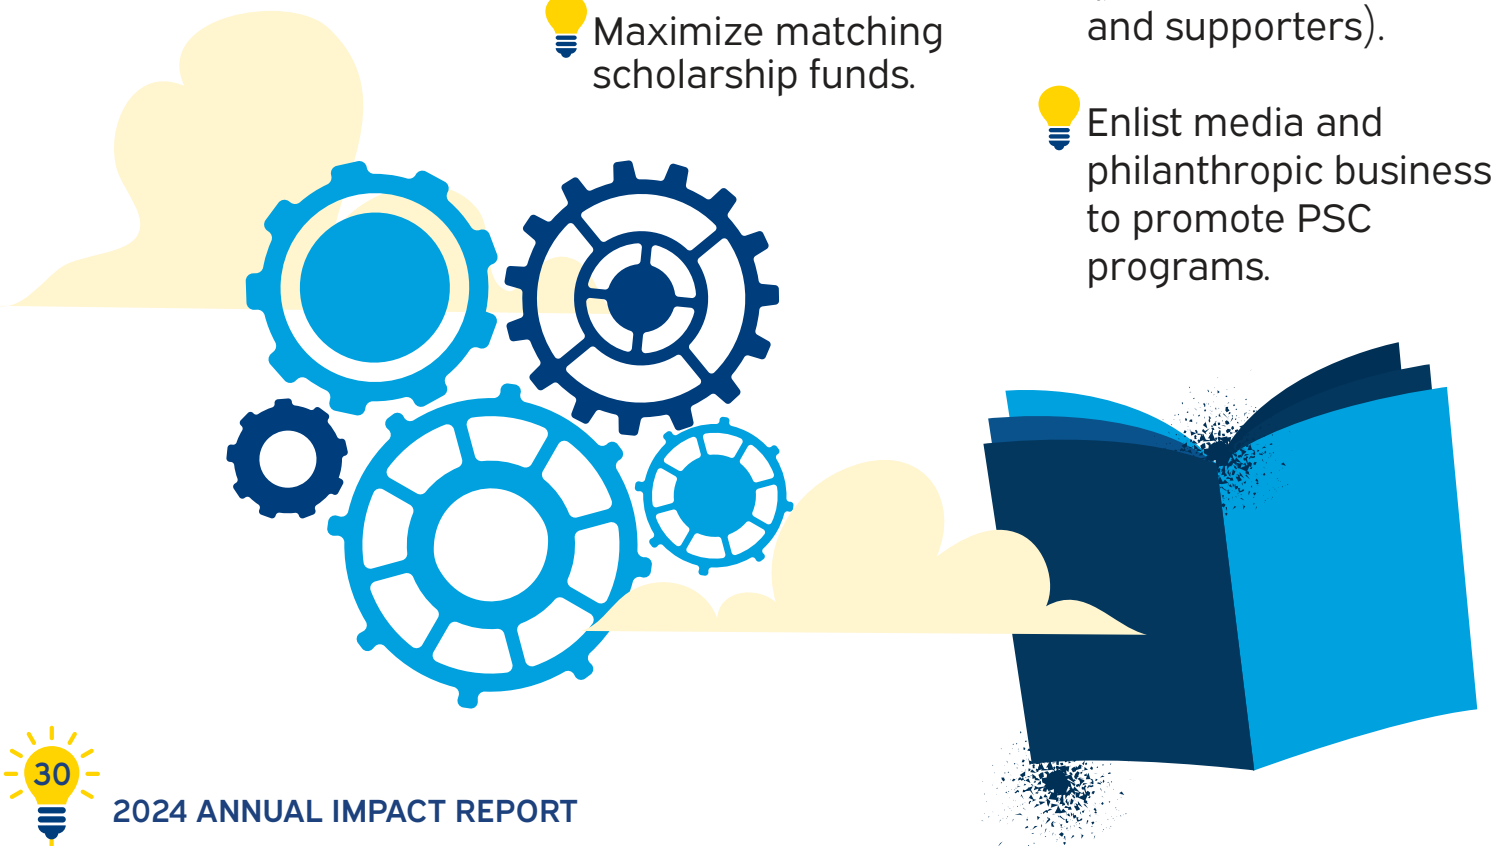 Maximize matching
scholarship funds.
and supporters).
Enlist media and
philanthropic business
to promote PSC
programs.
30
2024 ANNUAL IMPACT REPORT